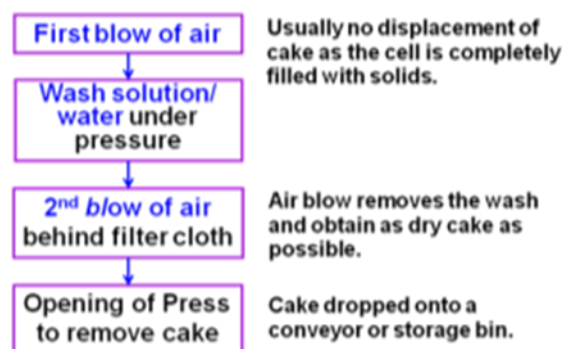 First blow of air
Usually no displacement of
cake as the cell is completely
filled with solids.
Wash solution/
water under
pressure
2nd blow of air
behind filter cloth
Air blow removes the wash
and obtain as dry cake as
possible.
Opening of Press
to remove cake
Cake dropped onto a
conveyor or storage bin.